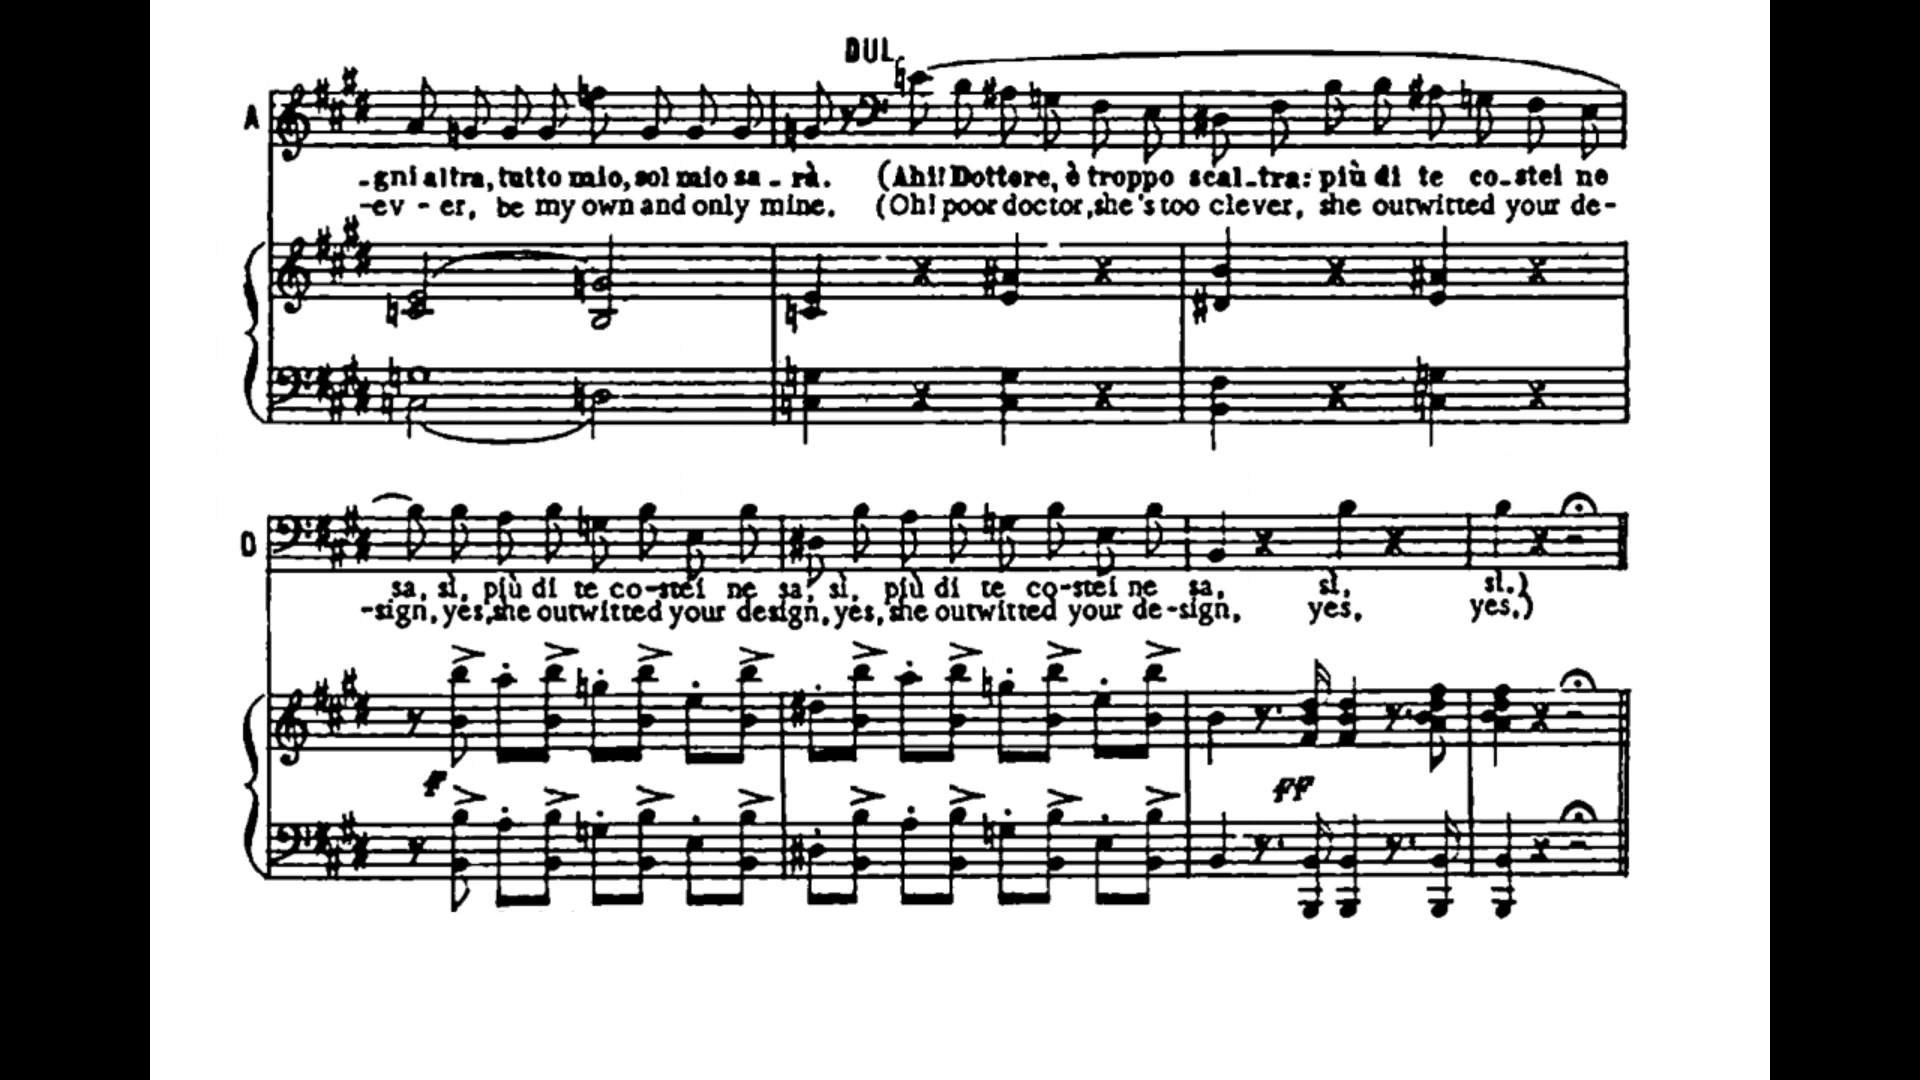 DUL.
A
-gni altra, tutto mio, sol mio sa - rà. (Ahi! Dottore, è troppo scal-tra: più di te co-stei ne
-ev - er, be my own and only mine. (Oh! poor doctor, she's too clever, she outwitted your de-
D
sa, sì, più di te co-stei ne sa, sì, più di te co-stei ne sa, sì, sì.)
-sign, yes, she outwitted your design, yes, she outwitted your de-sign, yes, yes.)
f
ff